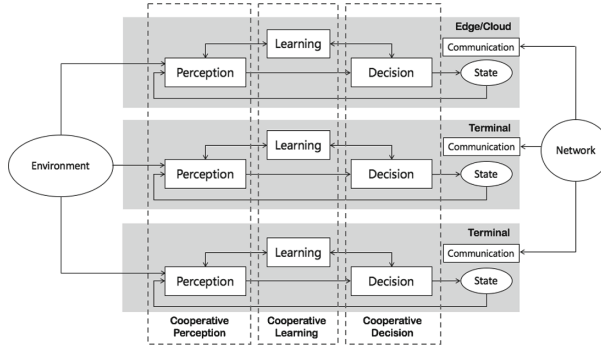 Edge/Cloud
Learning
Communication
Perception
Decision
State
Terminal
Learning
Communication
Environment
Perception
Decision
State
Network
Terminal
Learning
Communication
Perception
Decision
State
Cooperative
Perception
Cooperative
Learning
Cooperative
Decision